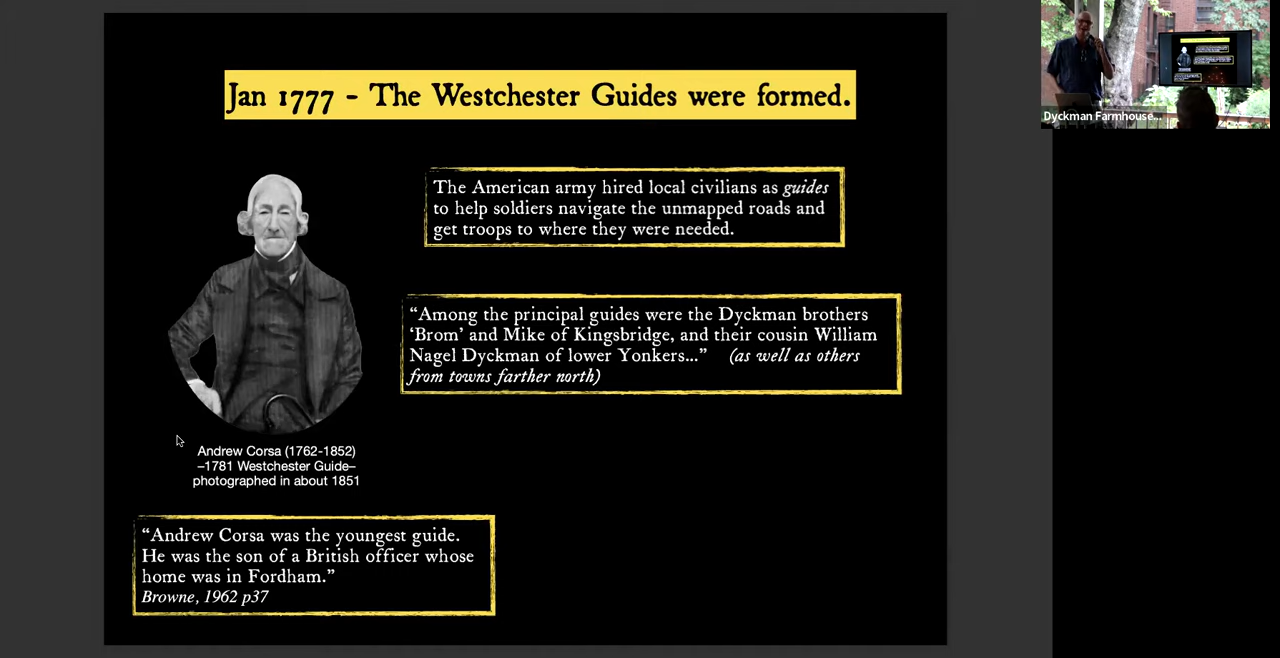 Jan 1777 - The Westchester Guides were formed.
The American army hired local civilians as guides
to help soldiers navigate the unmapped roads and
get troops to where they were needed.
“Among the principal guides were the Dyckman brothers
‘Brom’ and Mike of Kingsbridge, and their cousin William
Nagel Dyckman of lower Yonkers...” (as well as others
from towns farther north)
Andrew Corsa (1762-1852)
–1781 Westchester Guide–
photographed in about 1851
“Andrew Corsa was the youngest guide.
He was the son of a British officer whose
home was in Fordham.”
Browne, 1962 p37
Dyckman Farmhouse...